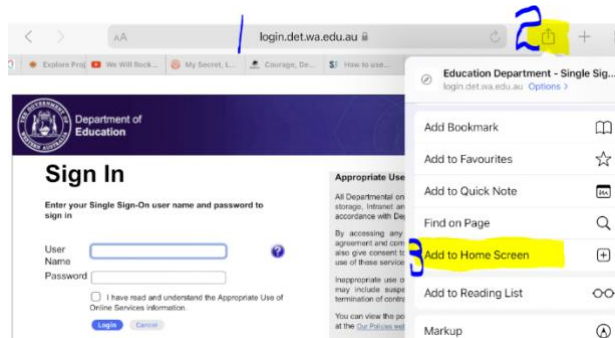 1
2
AA
login.det.wa.edu.au
Explore Proj
We Will Rock...
My Secret, L...
Courage, De...
How to use...
Education Department - Single Sig...
login.det.wa.edu.au Options >
Department of
Education
Add Bookmark
Add to Favourites
Add to Quick Note
Find on Page
3
Add to Home Screen
Add to Reading List
Markup
Sign In
Enter your Single Sign-On user name and password to
sign in
User
Name
Password
I have read and understand the Appropriate Use of
Online Services information.
Login Cancel
Appropriate Use
All Departmental on
storage, Intranet an
accordance with De
By accessing any
agreement and com
also give consent to
use of these service
Inappropriate use o
may include suspe
termination of contra
You can view the po
at the Our Policies web